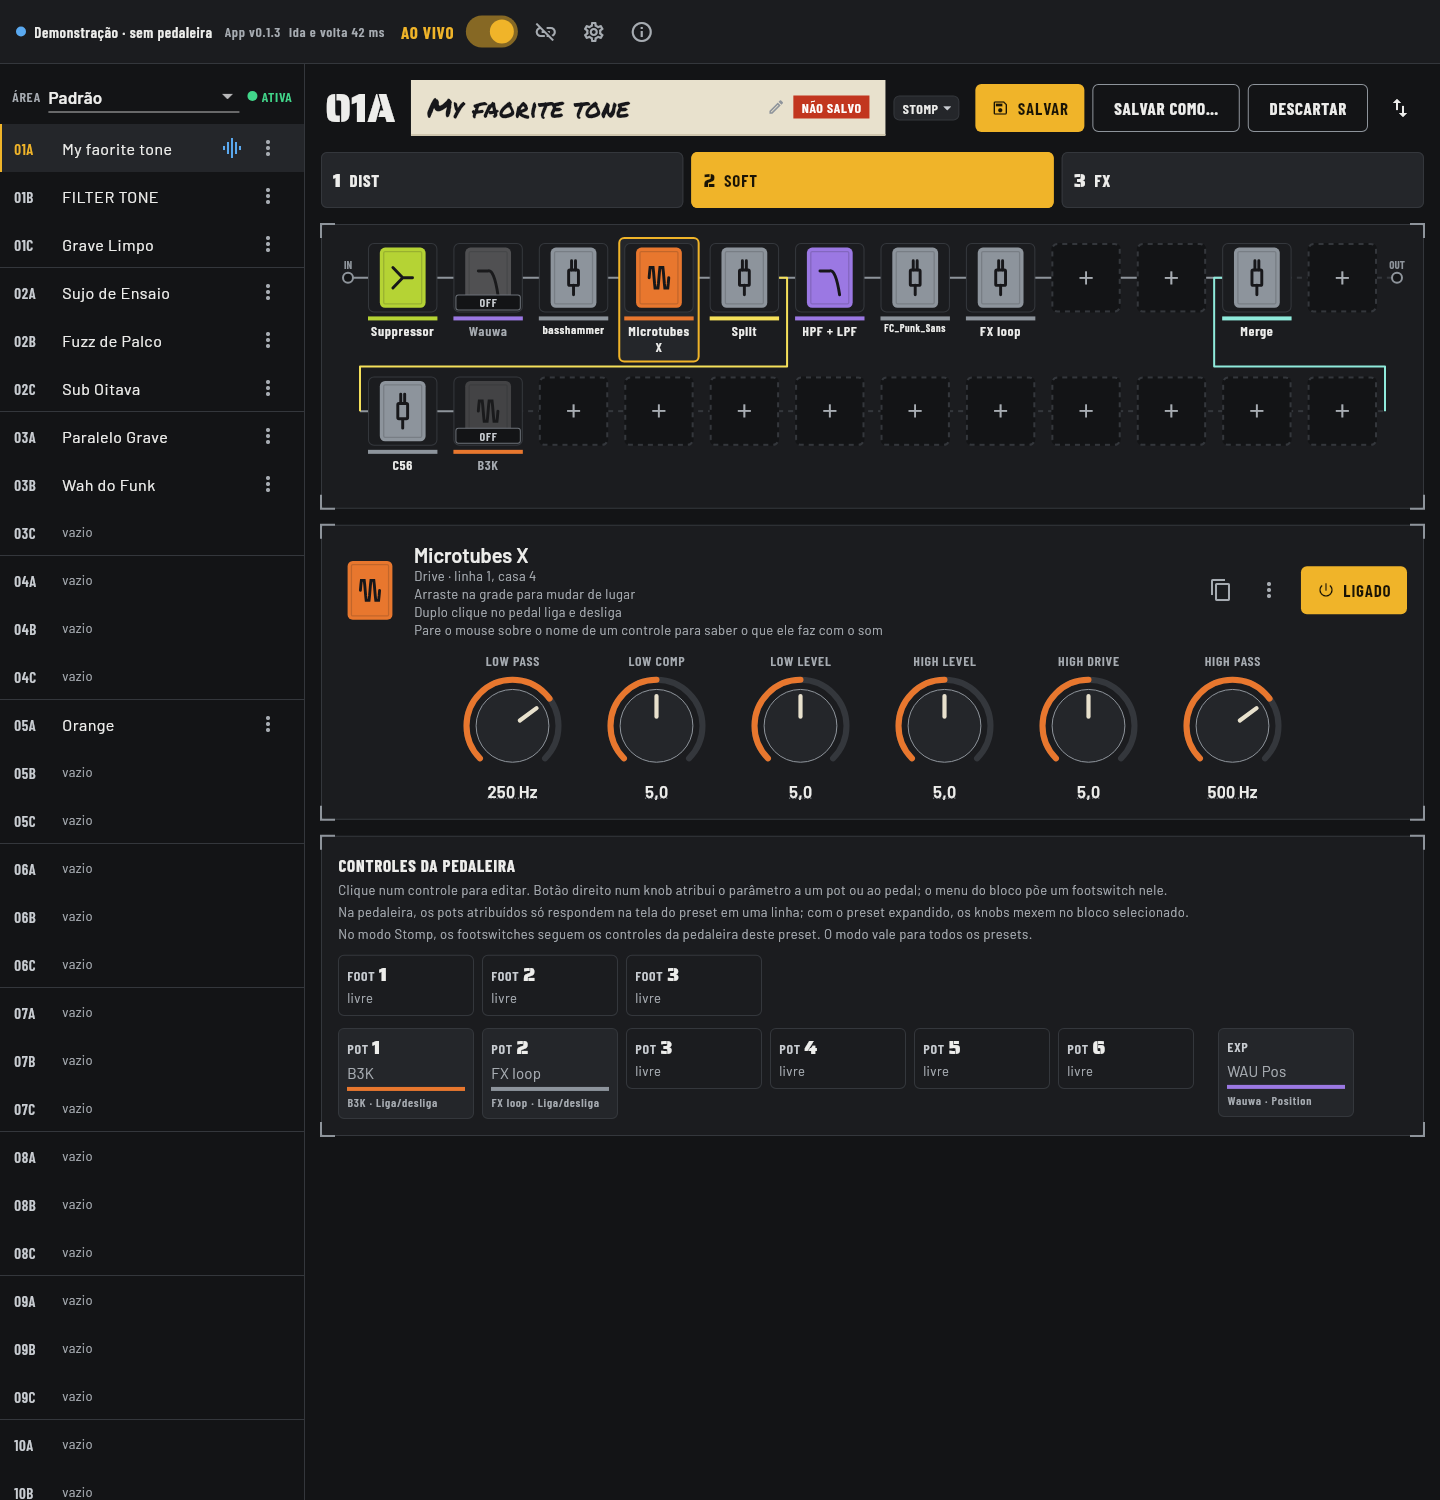 Demonstração · sem pedaleira App v0.1.3 Ida e volta 42 ms AO VIVO
ÁREA Padrão ATIVA
01A My faorite tone
01B FILTER TONE
01C Grave Limpo
02A Sujo de Ensaio
02B Fuzz de Palco
02C Sub Oitava
03A Paralelo Grave
03B Wah do Funk
03C vazio
04A vazio
04B vazio
04C vazio
05A Orange
05B vazio
05C vazio
06A vazio
06B vazio
06C vazio
07A vazio
07B vazio
07C vazio
08A vazio
08B vazio
08C vazio
09A vazio
09B vazio
09C vazio
10A vazio
10B vazio
01A My faorite tone NÃO SALVO STOMP SALVAR SALVAR COMO... DESCARTAR
1 DIST 2 SOFT 3 FX
IN OUT
OFF
Suppressor Wauwa basshammer Microtubes X Split HPF + LPF FC_Punk_Sans FX loop Merge
OFF
C56 B3K
Microtubes X
Drive · linha 1, casa 4
Arraste na grade para mudar de lugar
Duplo clique no pedal liga e desliga
Pare o mouse sobre o nome de um controle para saber o que ele faz com o som
LIGADO
LOW PASS LOW COMP LOW LEVEL HIGH LEVEL HIGH DRIVE HIGH PASS
250 Hz 5,0 5,0 5,0 5,0 500 Hz
CONTROLES DA PEDALEIRA
Clique num controle para editar. Botão direito num knob atribui o parâmetro a um pot ou ao pedal; o menu do bloco põe um footswitch nele.
Na pedaleira, os pots atribuídos só respondem na tela do preset em uma linha; com o preset expandido, os knobs mexem no bloco selecionado.
No modo Stomp, os footswitches seguem os controles da pedaleira deste preset. O modo vale para todos os presets.
FOOT 1 FOOT 2 FOOT 3
livre livre livre
POT 1 POT 2 POT 3 POT 4 POT 5 POT 6 EXP
B3K FX loop livre livre livre livre WAU Pos
B3K · Liga/desliga FX loop · Liga/desliga Wauwa · Position